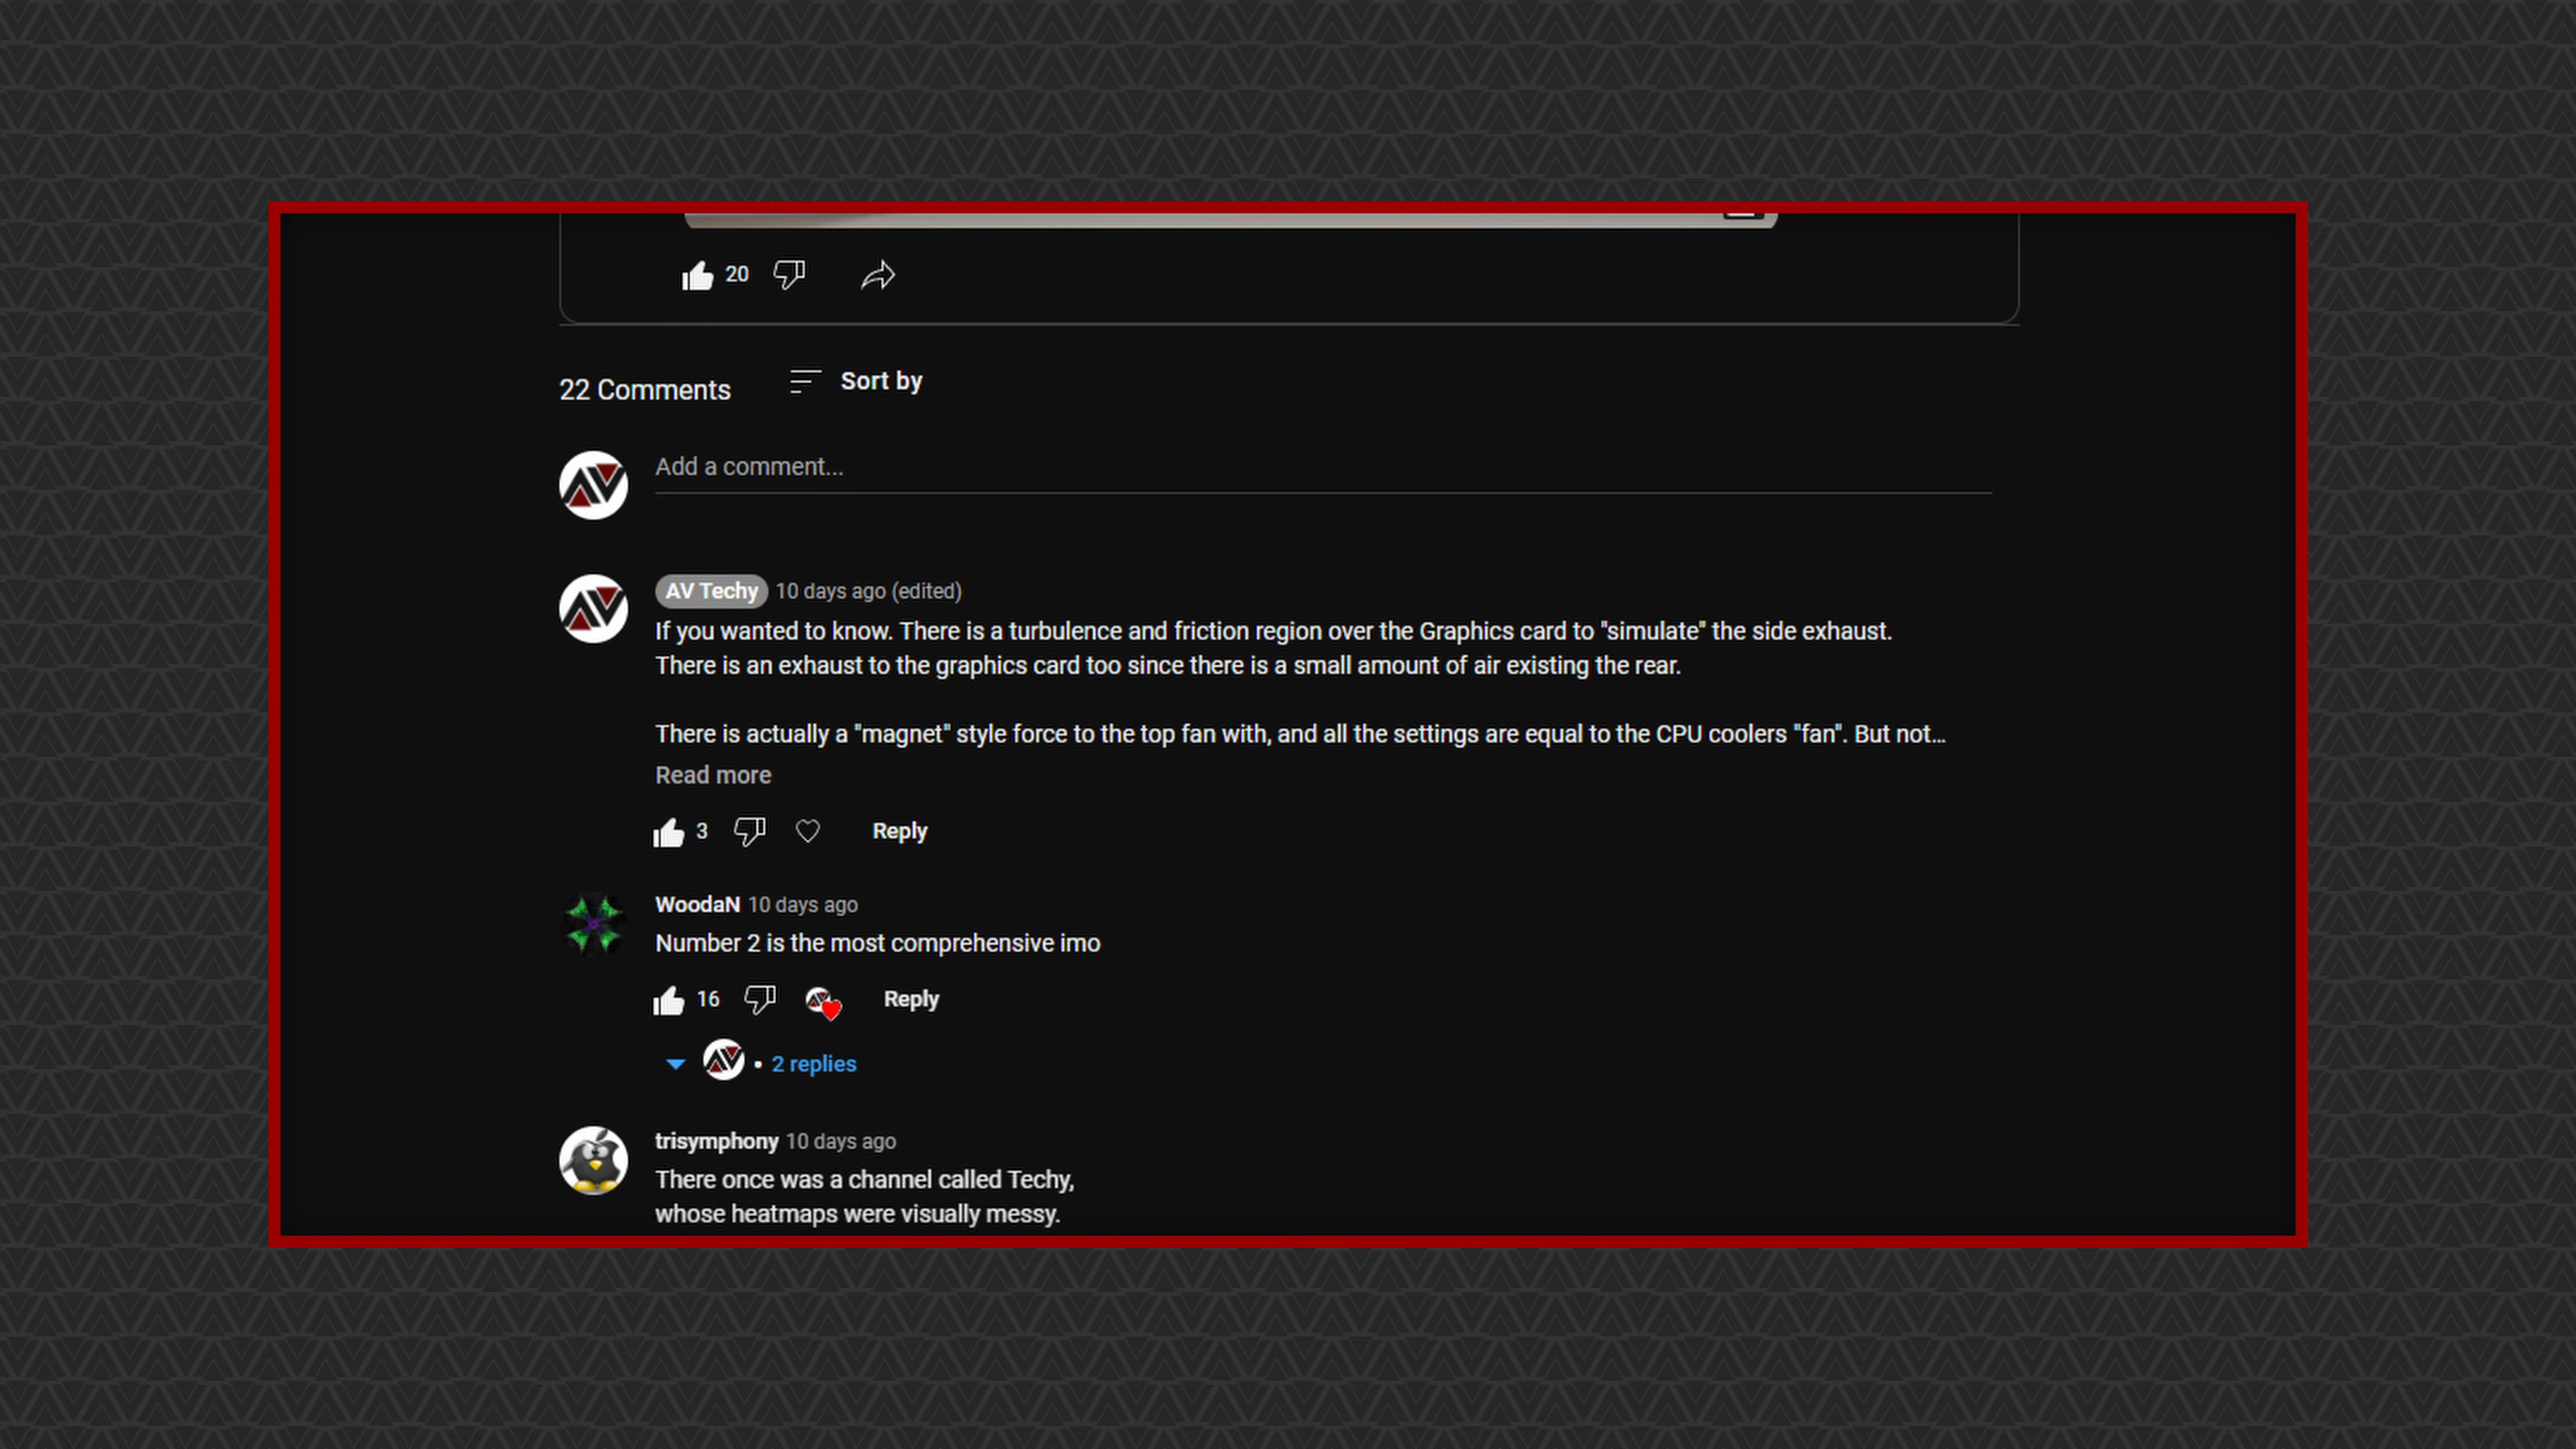 20
22 Comments
Sort by
Add a comment...
AV Techy 10 days ago (edited)
If you wanted to know. There is a turbulence and friction region over the Graphics card to "simulate" the side exhaust.
There is an exhaust to the graphics card too since there is a small amount of air existing the rear.
There is actually a "magnet" style force to the top fan with, and all the settings are equal to the CPU coolers "fan". But not...
Read more
3 Reply
WoodaN 10 days ago
Number 2 is the most comprehensive imo
16 Reply
• 2 replies
trisymphony 10 days ago
There once was a channel called Techy,
whose heatmaps were visually messy.